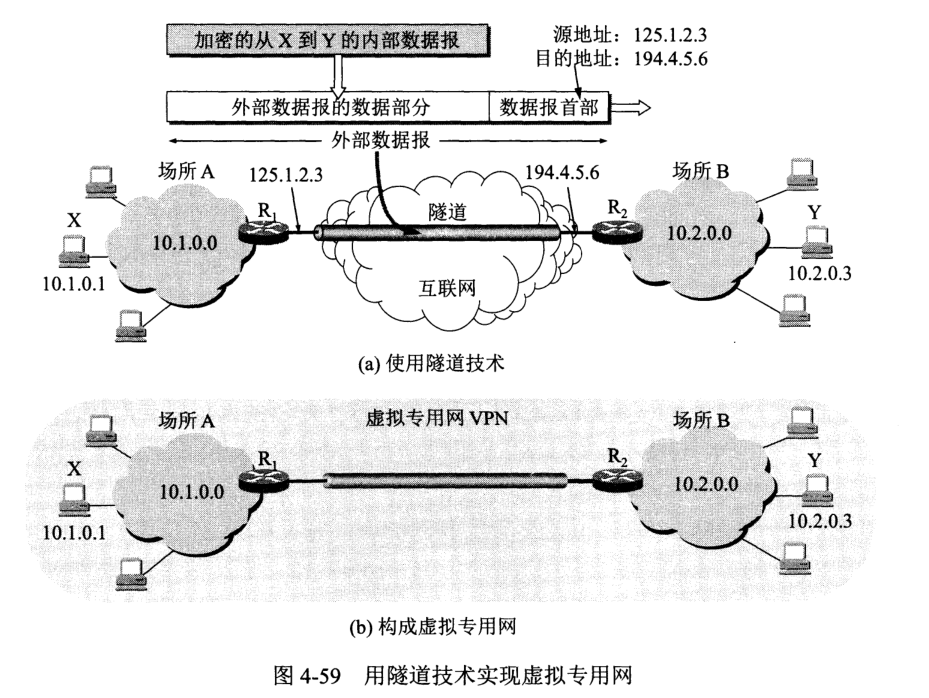 加密的从 X 到 Y 的内部数据报
源地址：125.1.2.3
目的地址：194.4.5.6
外部数据报的数据部分
数据报首部
外部数据报
场所 A
125.1.2.3
194.4.5.6
场所 B
X
R1
隧道
R2
Y
10.1.0.0
10.2.0.0
10.1.0.1
互联网
10.2.0.3
(a) 使用隧道技术
场所 A
虚拟专用网 VPN
场所 B
X
R1
R2
Y
10.1.0.0
10.2.0.0
10.1.0.1
10.2.0.3
(b) 构成虚拟专用网
图 4-59 用隧道技术实现虚拟专用网